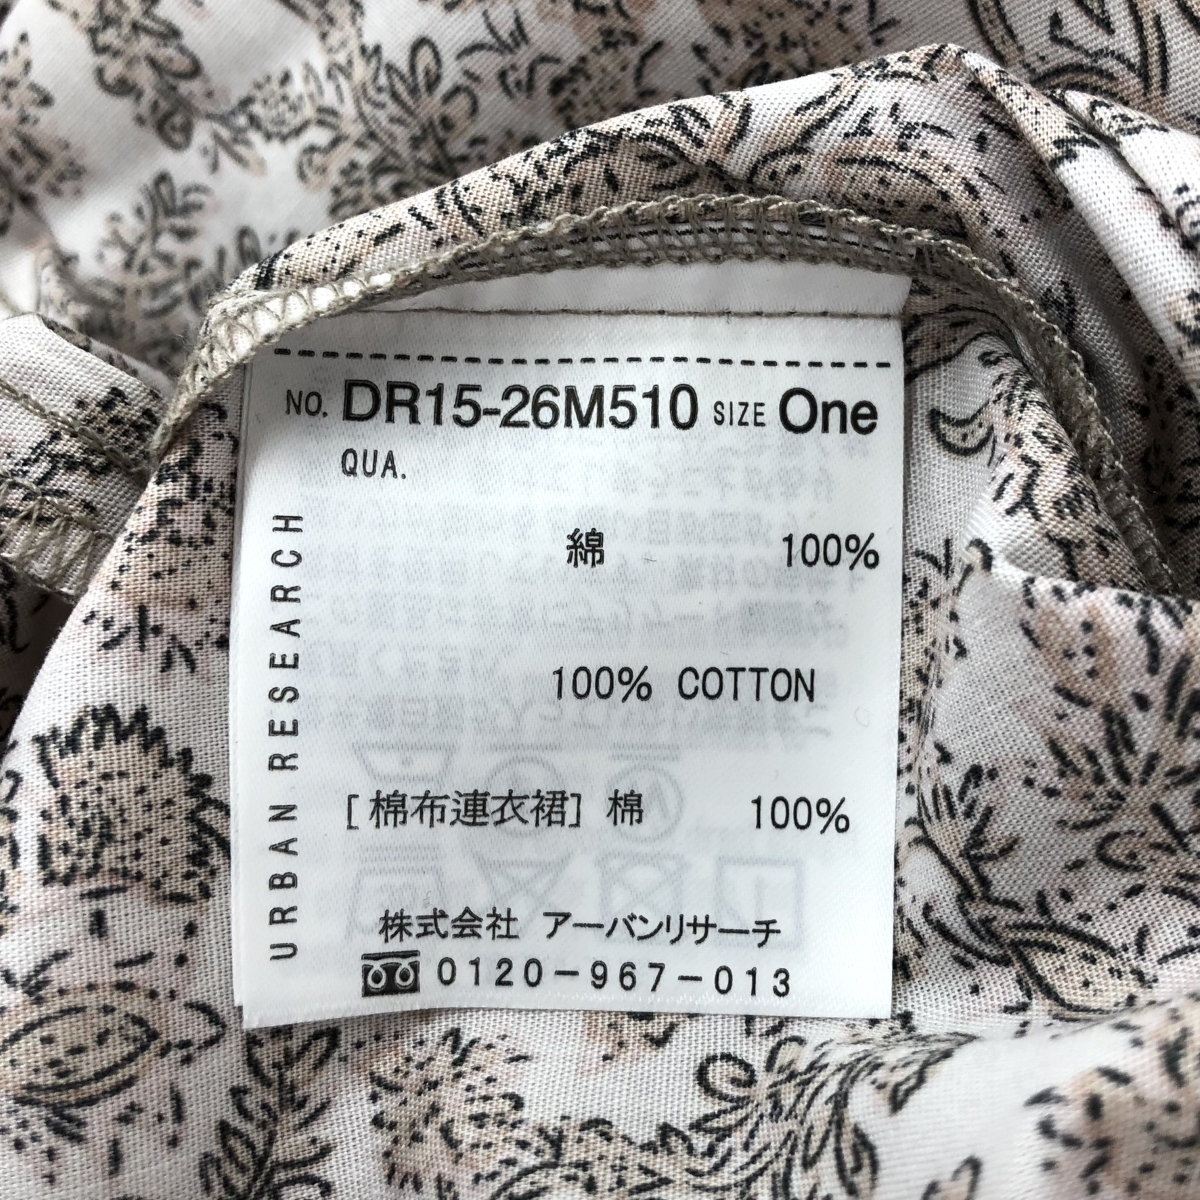 NO. DR15-26M510 SIZE One
QUA.
綿 100%
100% COTTON
[棉布連衣裙] 棉 100%
株式会社 アーバンリサーチ
0120-967-013
URBAN RESEARCH